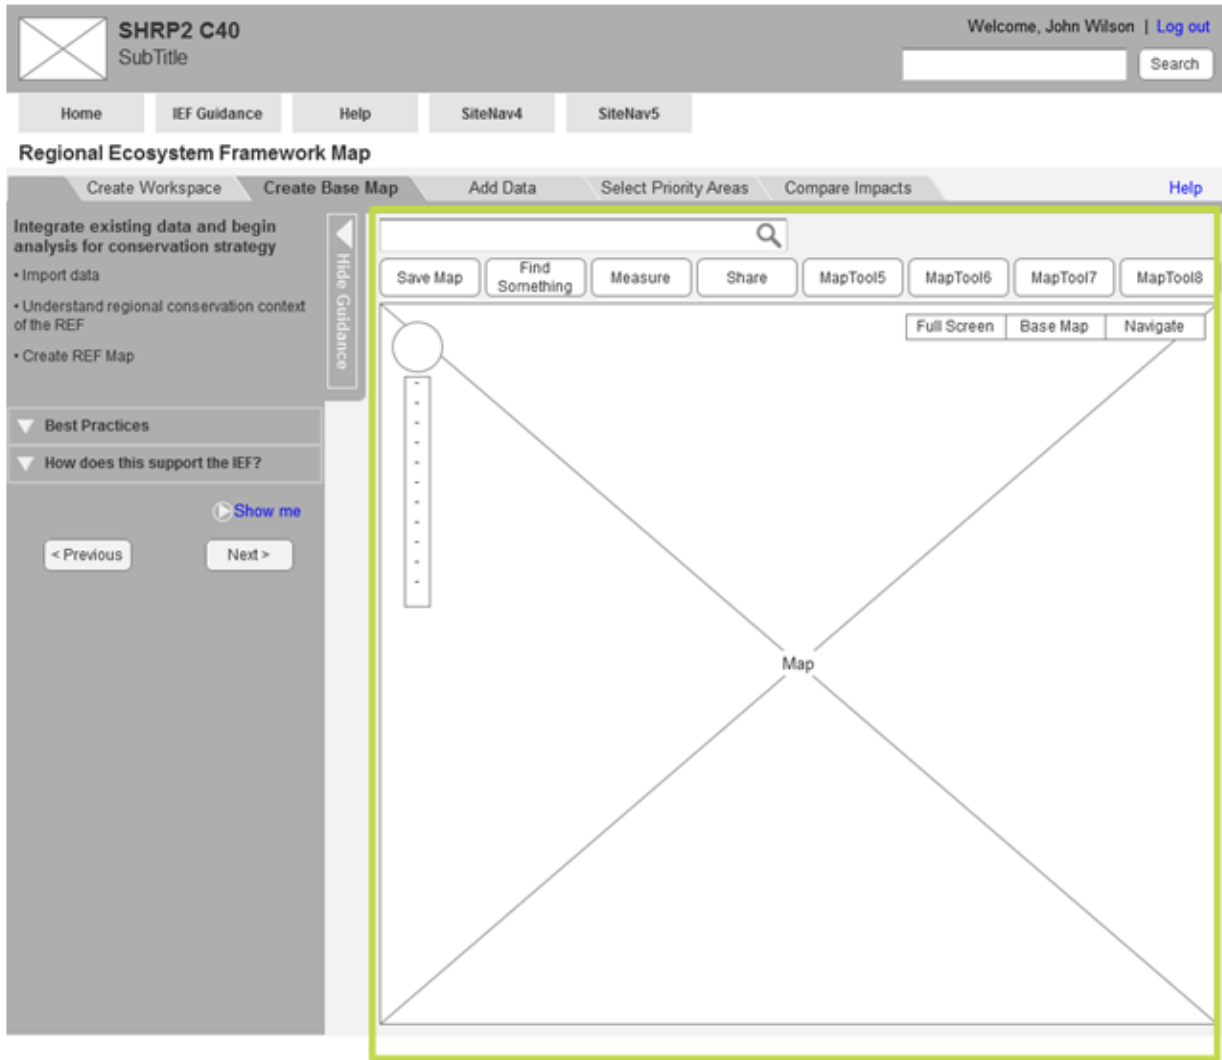 SHRP2 C40
SubTitle
Welcome, John Wilson | Log out
Search
Home
IEF Guidance
Help
SiteNav4
SiteNav5
Regional Ecosystem Framework Map
Create Workspace
Create Base Map
Add Data
Select Priority Areas
Compare Impacts
Help
Integrate existing data and begin
analysis for conservation strategy
• Import data
• Understand regional conservation context
of the REF
• Create REF Map
Best Practices
How does this support the IEF?
Show me
< Previous
Next >
Hide Guidance
Save Map
Find
Something
Measure
Share
MapTool5
MapTool6
MapTool7
MapTool8
Full Screen
Base Map
Navigate
Map